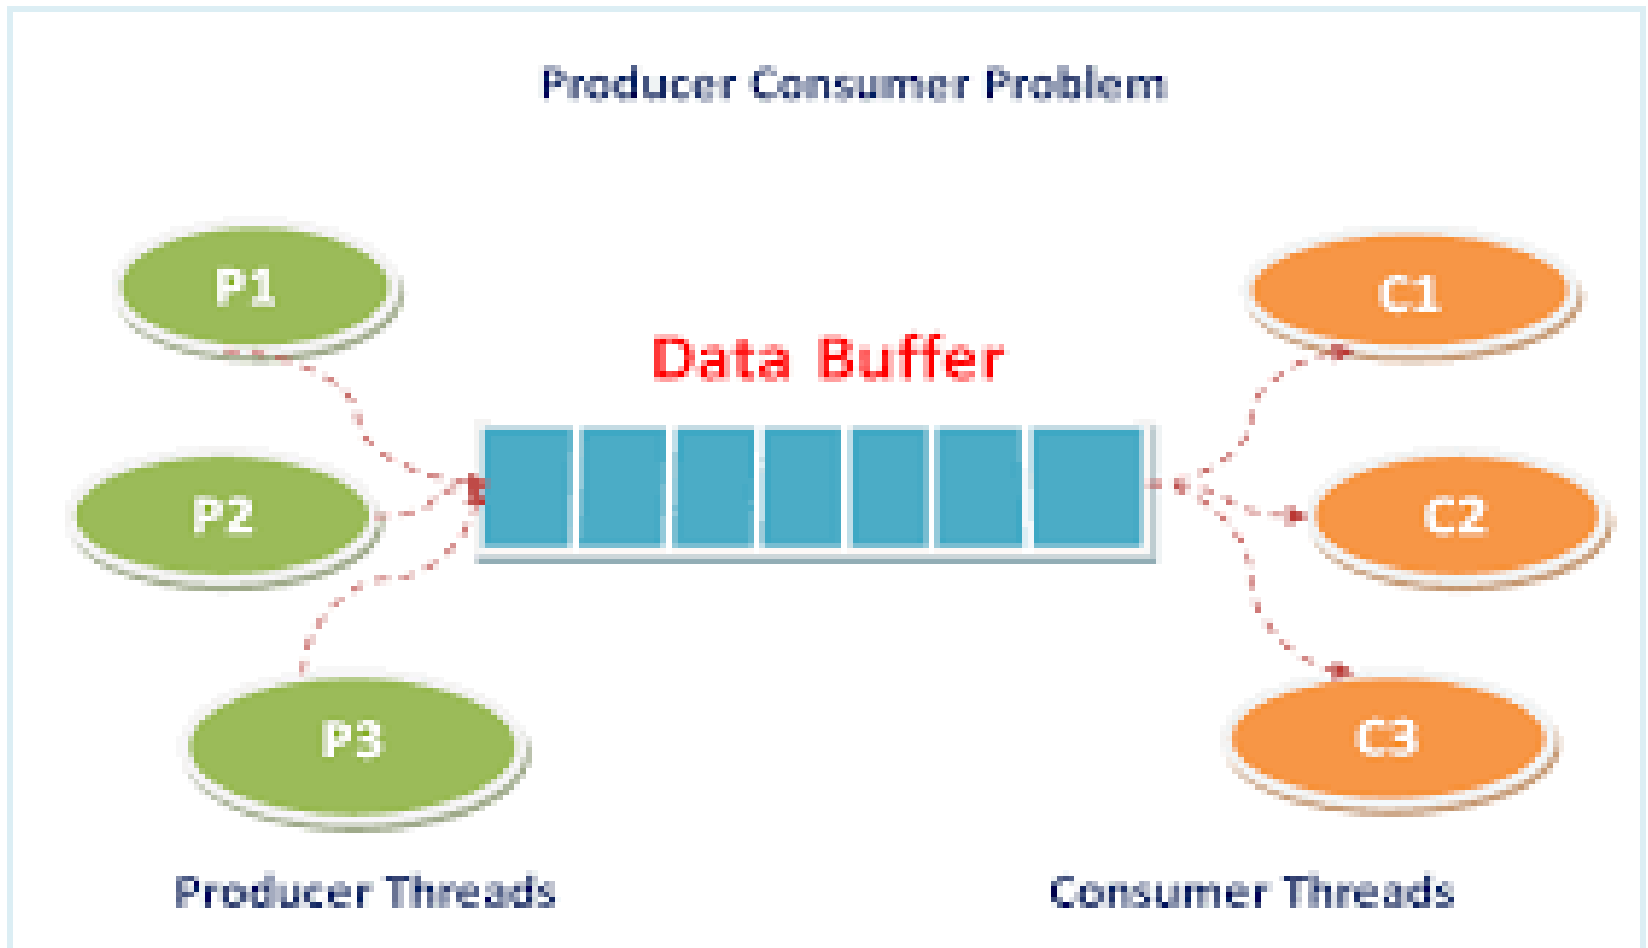 Producer Consumer Problem
P1
C1
Data Buffer
P2
C2
P3
C3
Producer Threads
Consumer Threads